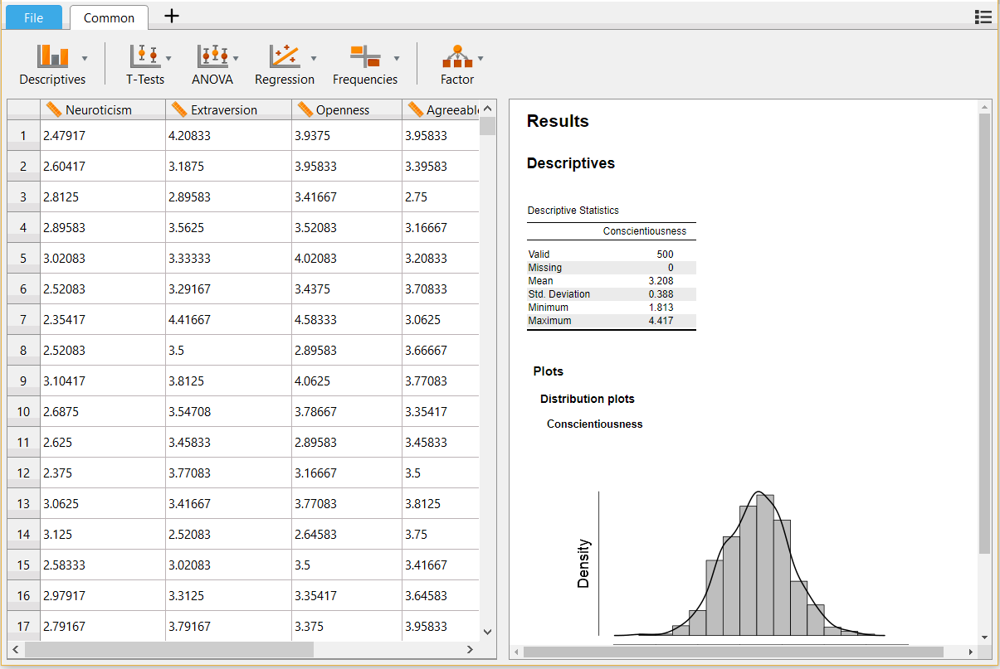 File Common +
Descriptives T-Tests ANOVA Regression Frequencies Factor
Neuroticism Extraversion Openness Agreeabl
1 2.47917 4.20833 3.9375 3.95833
2 2.60417 3.1875 3.95833 3.39583
3 2.8125 2.89583 3.41667 2.75
4 2.89583 3.5625 3.52083 3.16667
5 3.02083 3.33333 4.02083 3.20833
6 2.52083 3.29167 3.4375 3.70833
7 2.35417 4.41667 4.58333 3.0625
8 2.52083 3.5 2.89583 3.66667
9 3.10417 3.8125 4.0625 3.77083
10 2.6875 3.54708 3.78667 3.35417
11 2.625 3.45833 2.89583 3.45833
12 2.375 3.77083 3.16667 3.5
13 3.0625 3.41667 3.77083 3.8125
14 3.125 2.52083 2.64583 3.75
15 2.58333 3.02083 3.5 3.41667
16 2.97917 3.3125 3.35417 3.64583
17 2.79167 3.79167 3.375 3.95833
Results
Descriptives
Descriptive Statistics
Conscientiousness
Valid 500
Missing 0
Mean 3.208
Std. Deviation 0.388
Minimum 1.813
Maximum 4.417
Plots
Distribution plots
Conscientiousness
Density